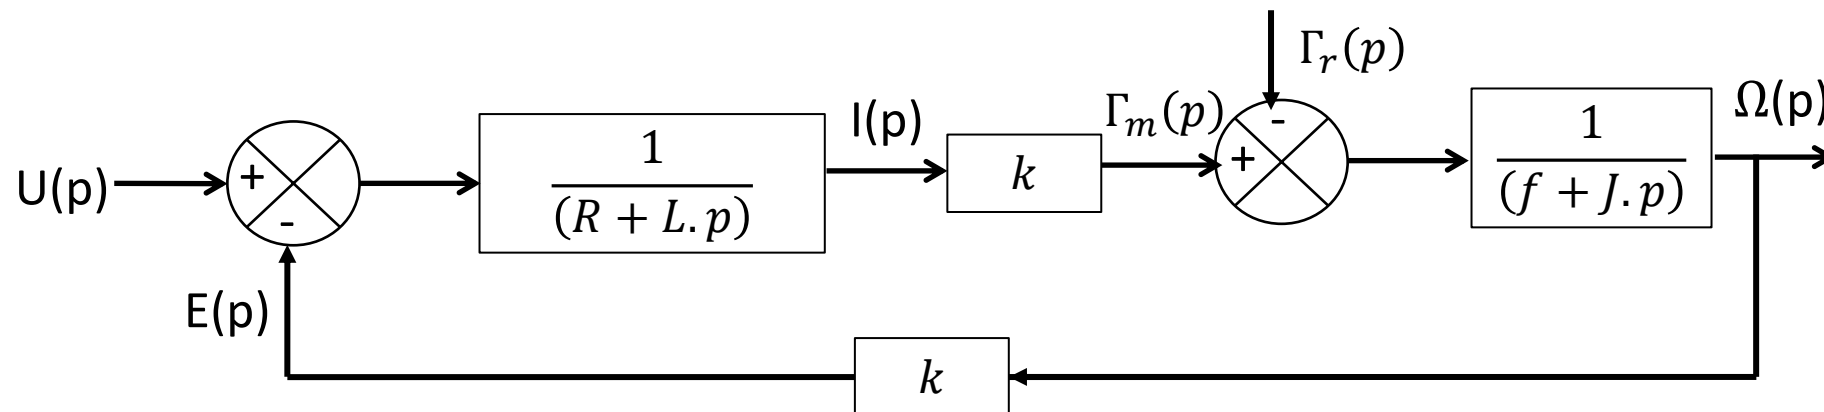 U(p)
+
-
E(p)
1
(R + L. p)
I(p)
k
Γm(p)
Γr(p)
+
-
1
(f + J. p)
Ω(p)
k